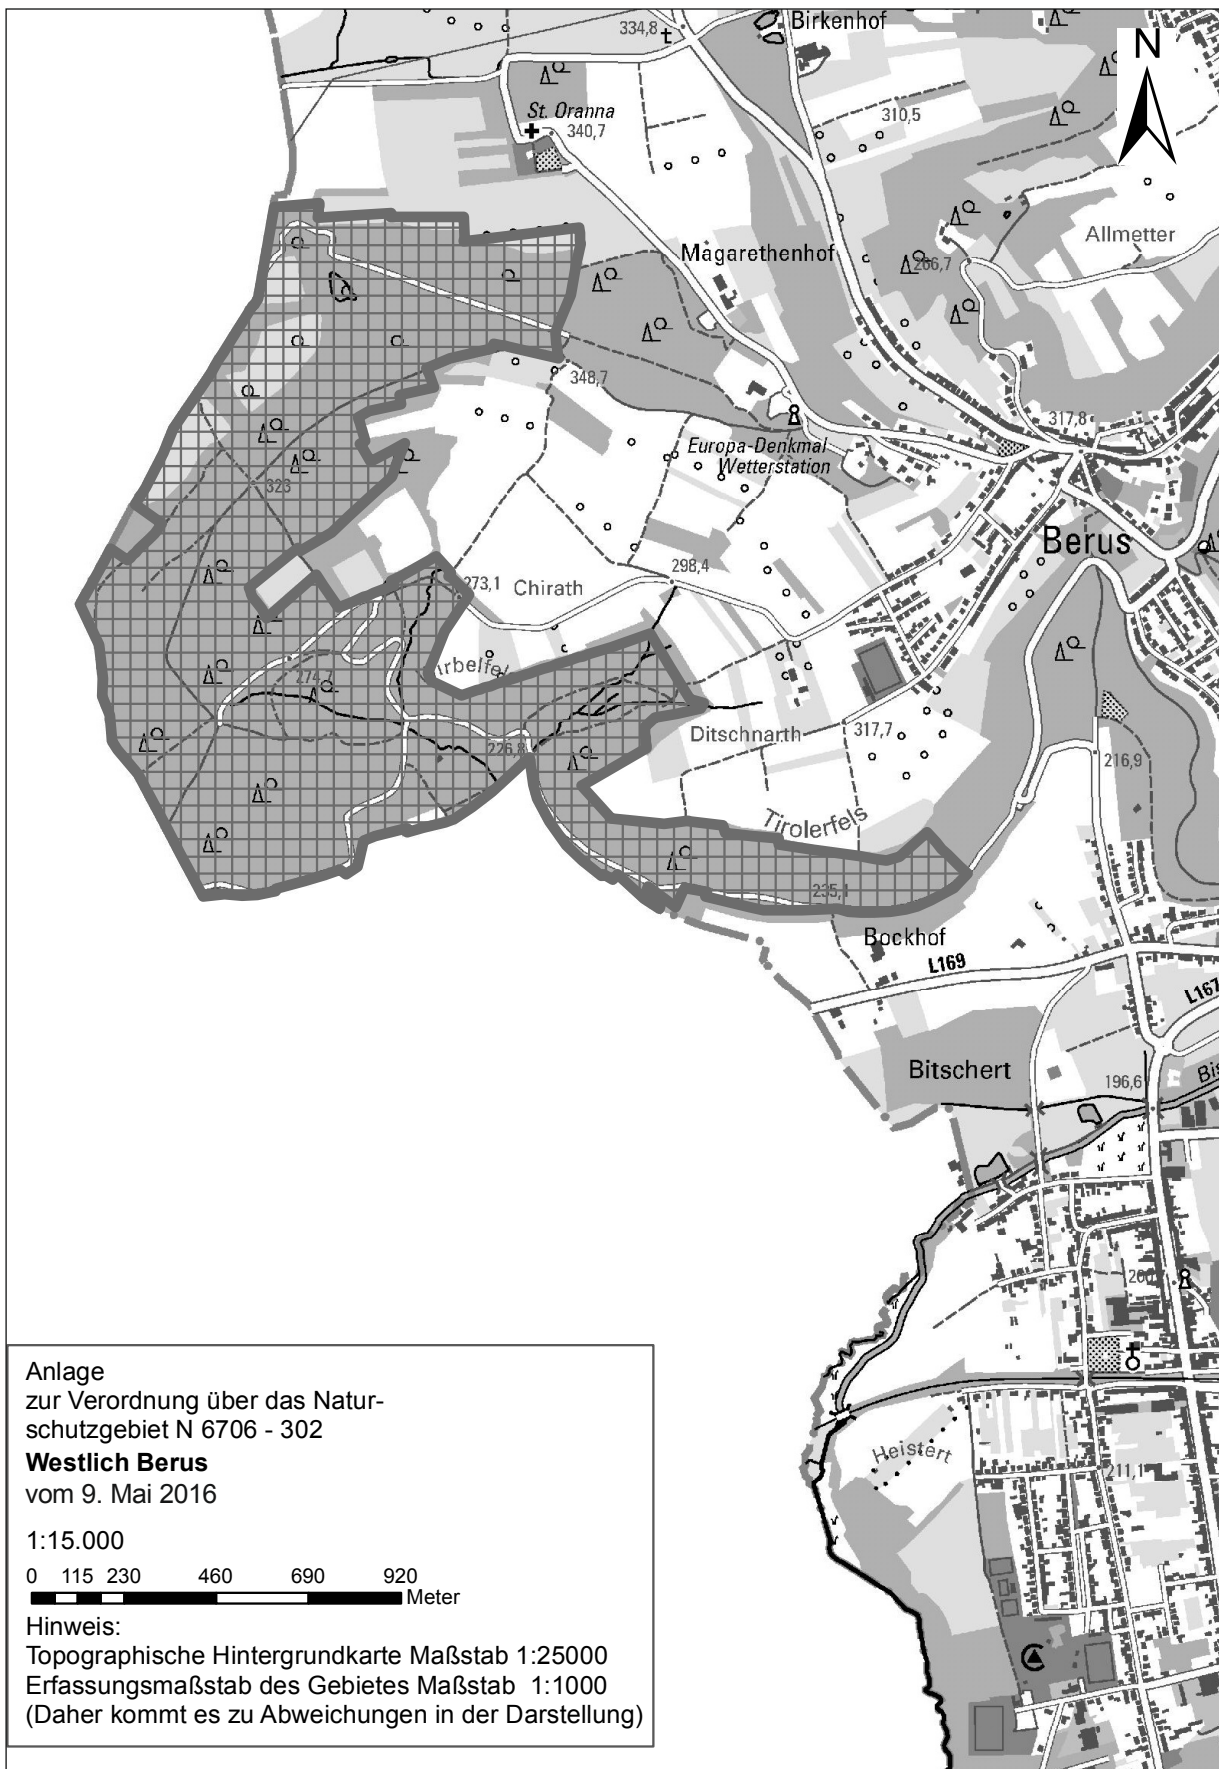 334,8
Birkenhof
N
St. Oranna
340,7
310,5
Allmetter
Magarethenhof
266,7
348,7
317,8
Europa-Denkmal
Wetterstation
323
Berus
298,4
273,1
Chirath
274
226,8
Ditschnarth
317,7
216,9
Tirolerfels
235,1
Bockhof
L169
L167
Bitschert
196,6
Heistert
211,1
Anlage
zur Verordnung über das Natur-
schutzgebiet N 6706 - 302
Westlich Berus
vom 9. Mai 2016
1:15.000
0 115 230 460 690 920
Meter
Hinweis:
Topographische Hintergrundkarte Maßstab 1:25000
Erfassungsmaßstab des Gebietes Maßstab 1:1000
(Daher kommt es zu Abweichungen in der Darstellung)